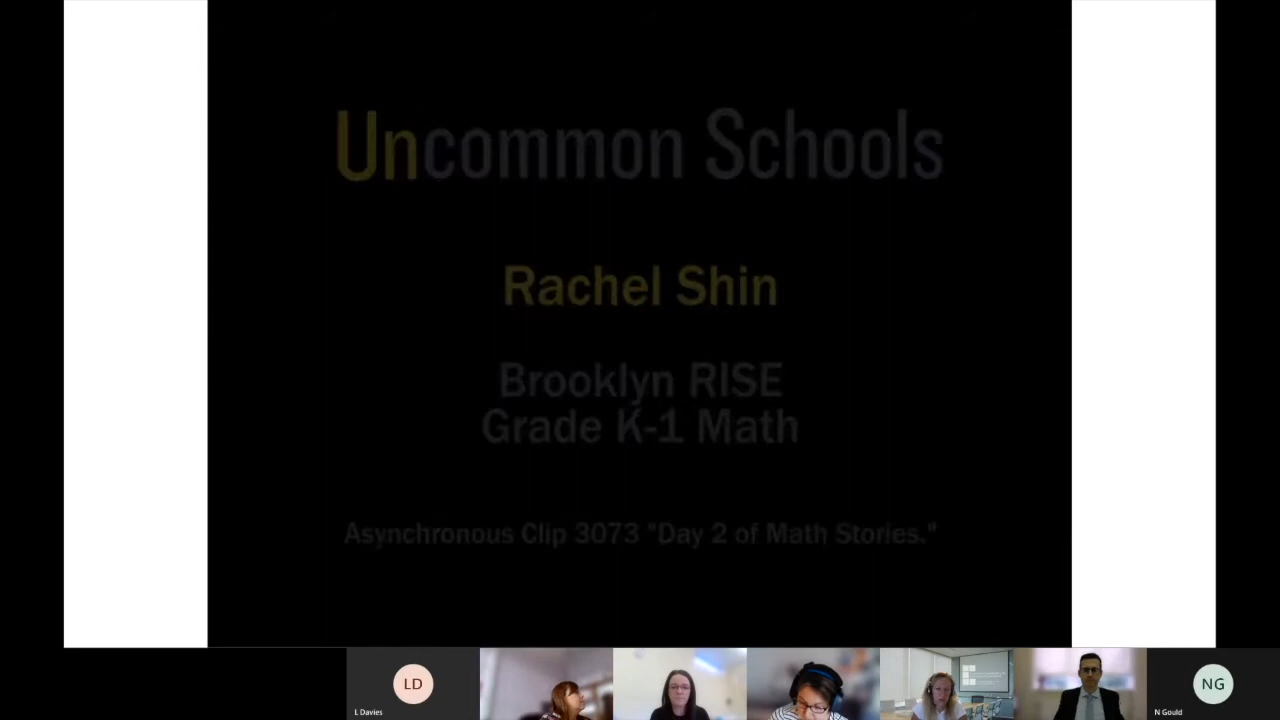 Uncommon Schools
Rachel Shin
Brooklyn RISE
Grade K-1 Math
Asynchronous Clip 3073 "Day 2 of Math Stories."
LD
L Davies
NG
N Gould